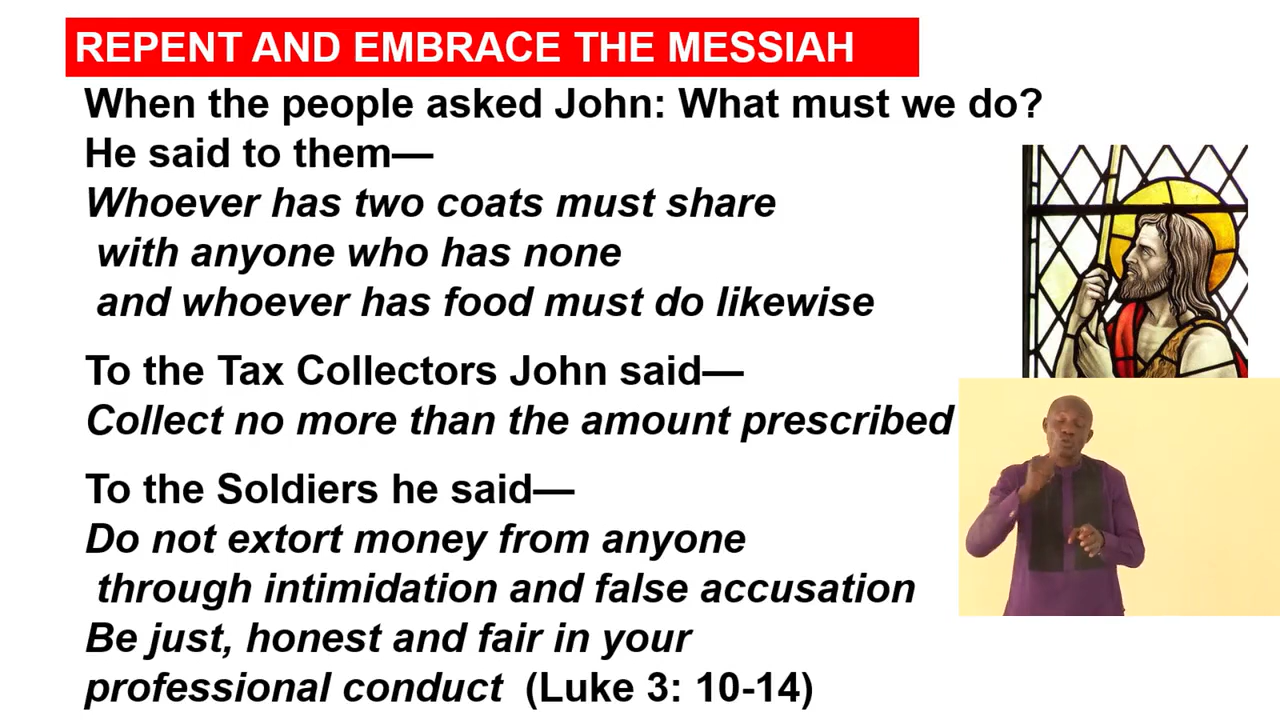 REPENT AND EMBRACE THE MESSIAH
When the people asked John: What must we do?
He said to them—
Whoever has two coats must share
with anyone who has none
and whoever has food must do likewise
To the Tax Collectors John said—
Collect no more than the amount prescribed
To the Soldiers he said—
Do not extort money from anyone
through intimidation and false accusation
Be just, honest and fair in your
professional conduct (Luke 3: 10-14)